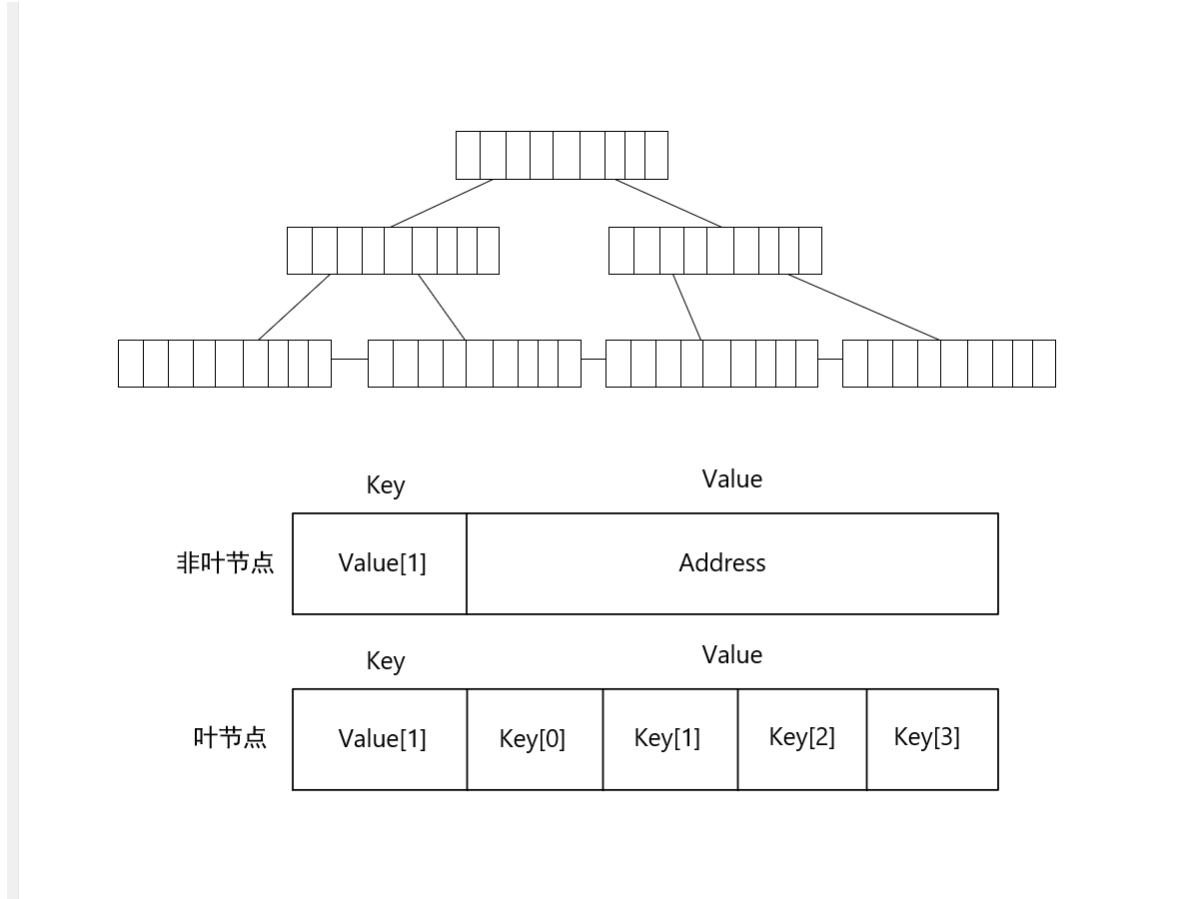 Key
Value
非叶节点
Value[1]
Address
Key
Value
叶节点
Value[1]
Key[0]
Key[1]
Key[2]
Key[3]